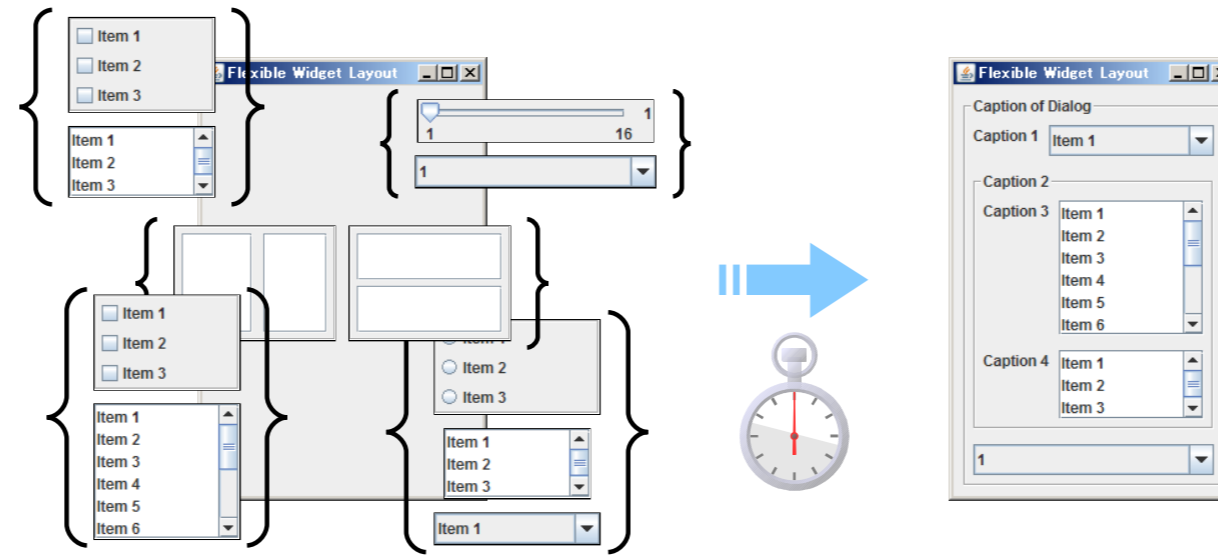 Item 1
Item 2
Item 3
Item 1
Item 2
Item 3
Flexible Widget Layout
1
1 16
1
Item 1
Item 2
Item 3
Item 1
Item 2
Item 3
Item 4
Item 5
Item 6
Item 2
Item 3
Item 1
Item 2
Item 3
Item 1
Flexible Widget Layout
Caption of Dialog
Caption 1 Item 1
Caption 2
Caption 3 Item 1
Item 2
Item 3
Item 4
Item 5
Item 6
Caption 4 Item 1
Item 2
Item 3
1